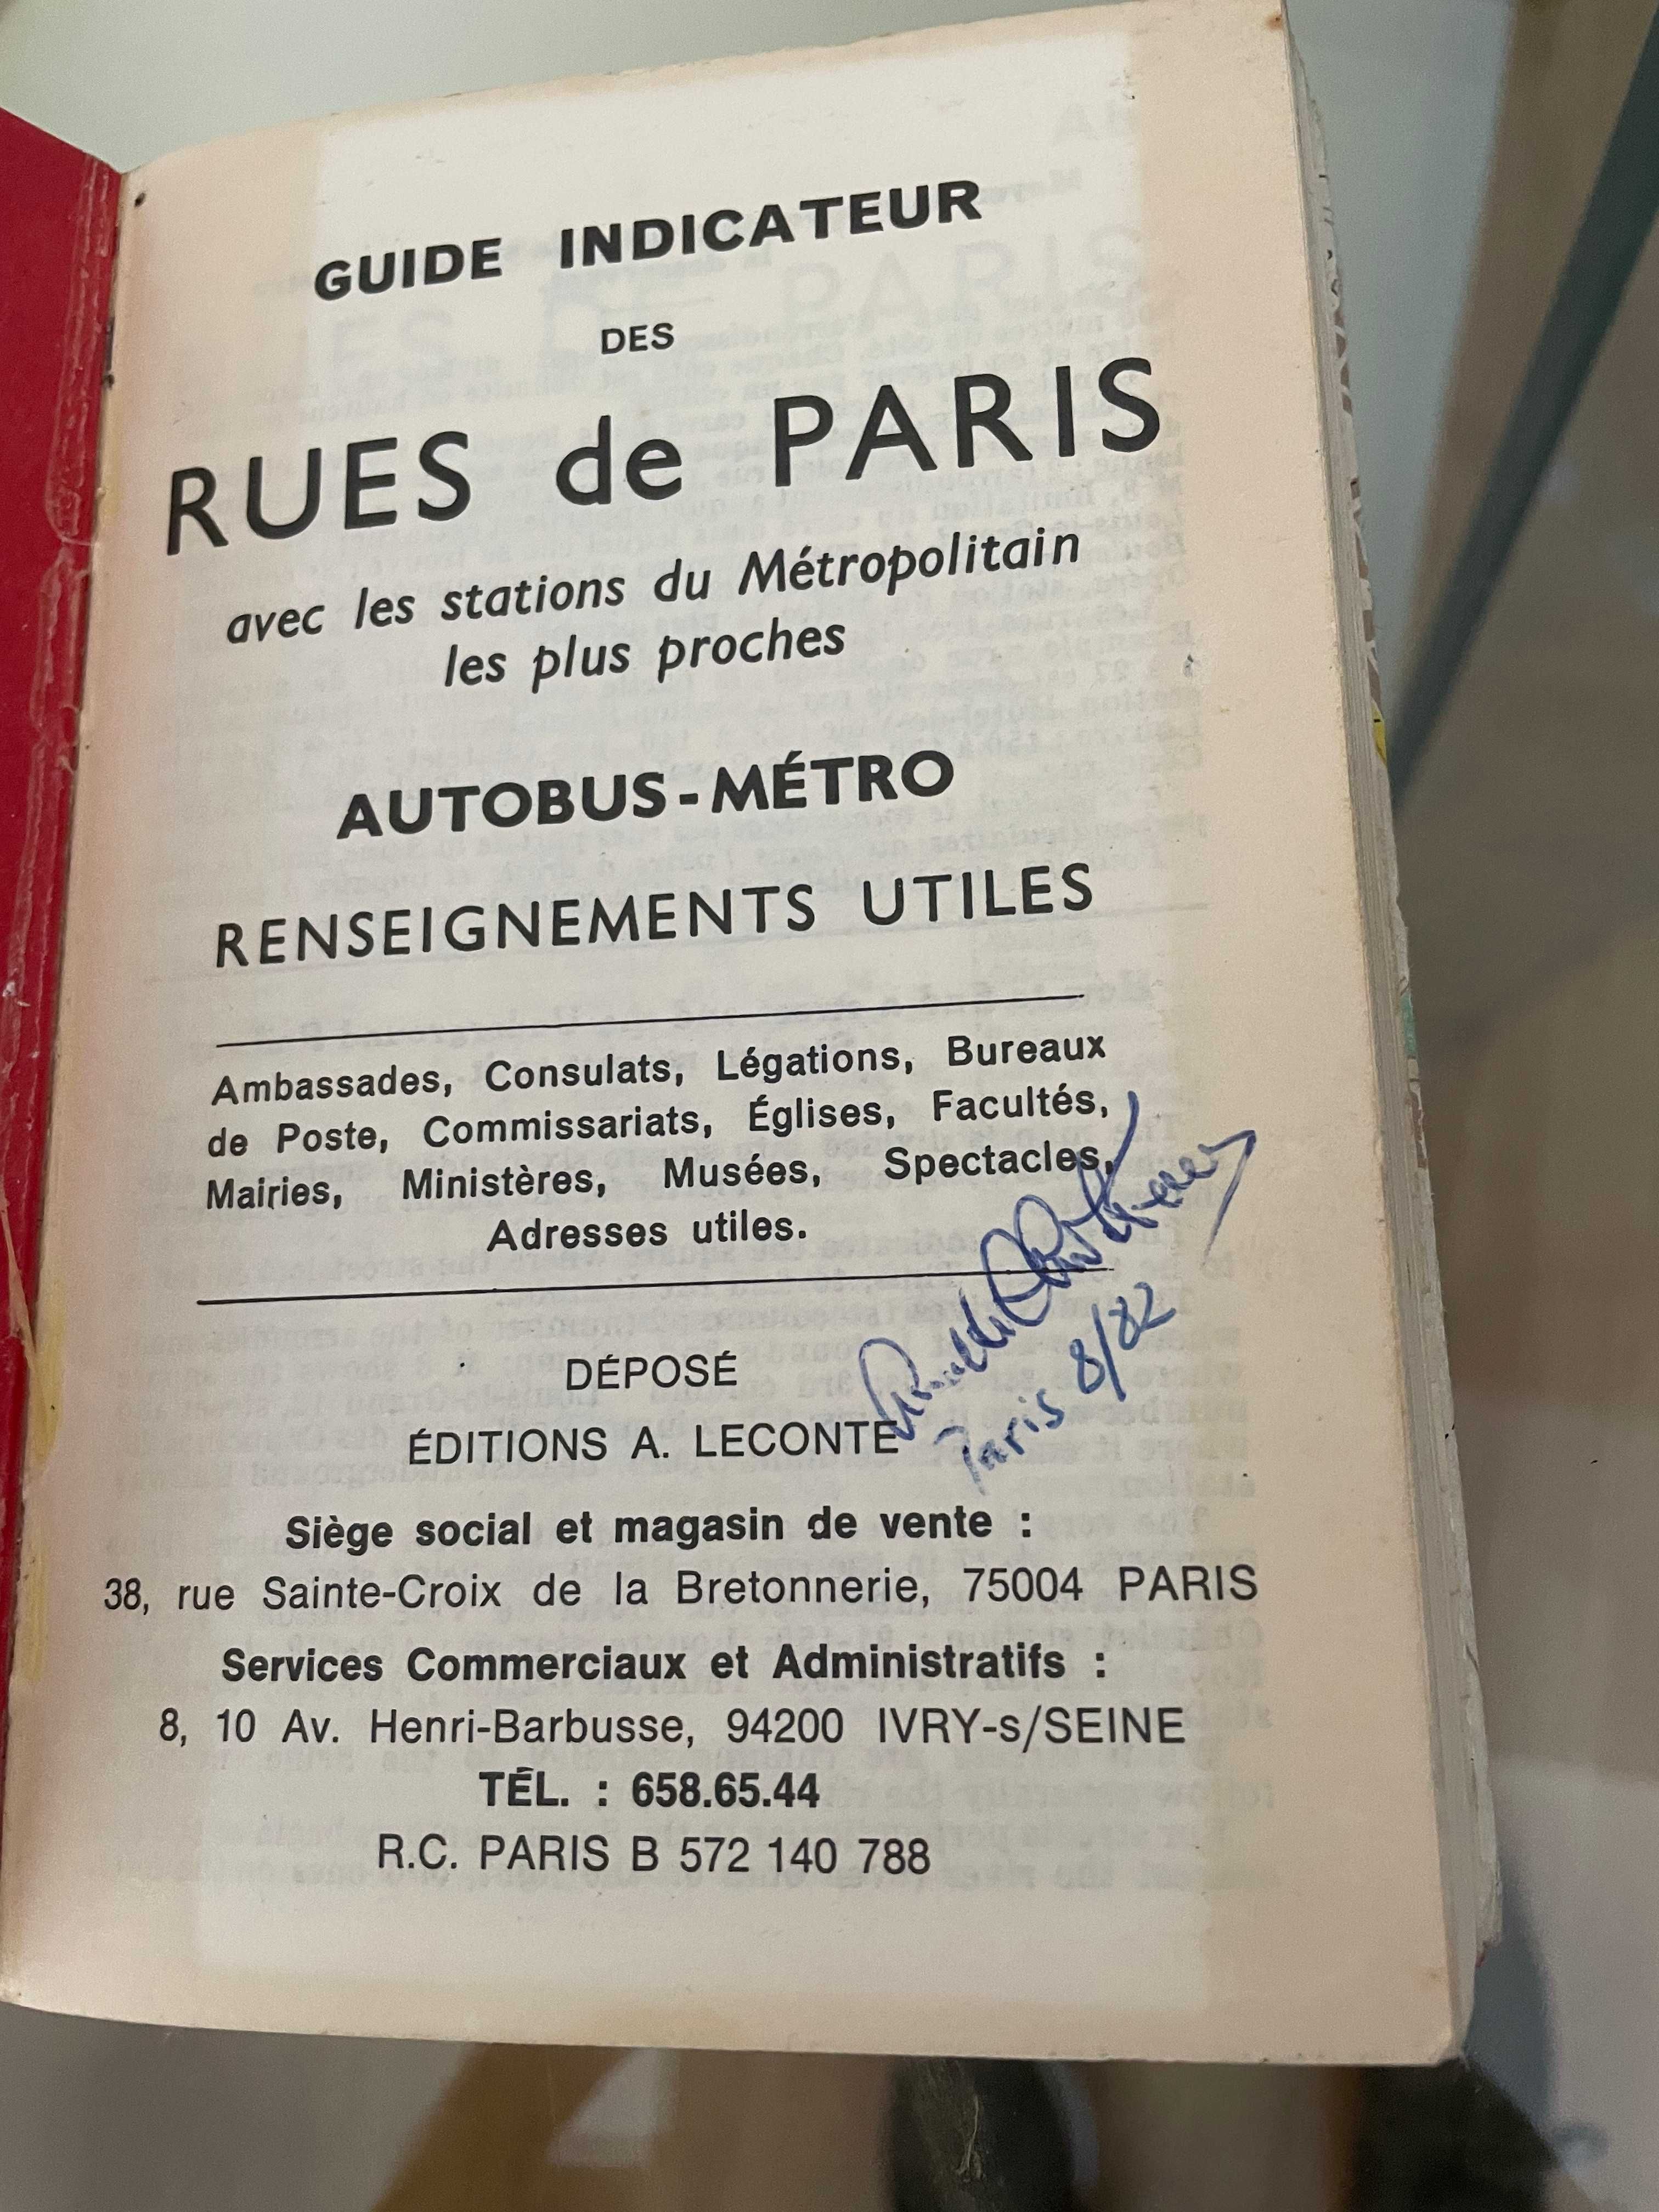 GUIDE INDICATEUR
DES
RUES de PARIS
avec les stations du Métropolitain
les plus proches
AUTOBUS-MÉTRO
RENSEIGNEMENTS UTILES
Ambassades, Consulats, Légations, Bureaux
de Poste, Commissariats, Églises, Facultés,
Mairies, Ministères, Musées, Spectacles,
Adresses utiles.
Paris 8/82
DÉPOSÉ
ÉDITIONS A. LECONTE
Siège social et magasin de vente :
38, rue Sainte-Croix de la Bretonnerie, 75004 PARIS
Services Commerciaux et Administratifs :
8, 10 Av. Henri-Barbusse, 94200 IVRY-s/SEINE
TÉL. : 658.65.44
R.C. PARIS B 572 140 788